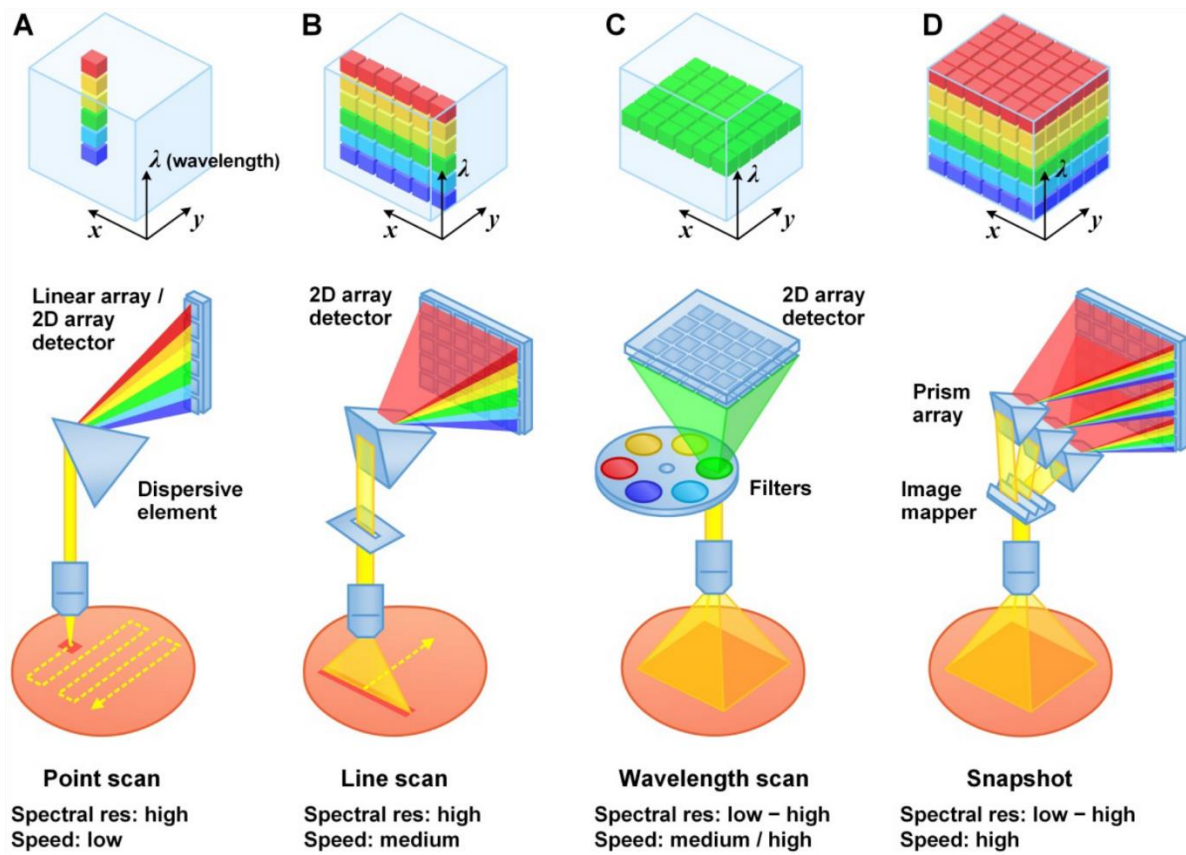 A
B
C
D
λ (wavelength)
x
y
λ
x
y
λ
x
y
λ
x
y
Linear array /
2D array
detector
Dispersive
element
2D array
detector
2D array
detector
Filters
Prism
array
Image
mapper
Point scan
Spectral res: high
Speed: low
Line scan
Spectral res: high
Speed: medium
Wavelength scan
Spectral res: low – high
Speed: medium / high
Snapshot
Spectral res: low – high
Speed: high